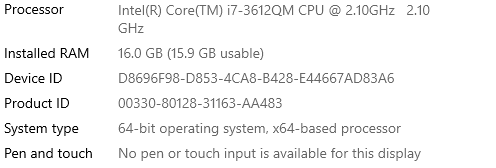 Processor Intel(R) Core(TM) i7-3612QM CPU @ 2.10GHz 2.10
GHz
Installed RAM 16.0 GB (15.9 GB usable)
Device ID D8696F98-D853-4CA8-B428-E44667AD83A6
Product ID 00330-80128-31163-AA483
System type 64-bit operating system, x64-based processor
Pen and touch No pen or touch input is available for this display